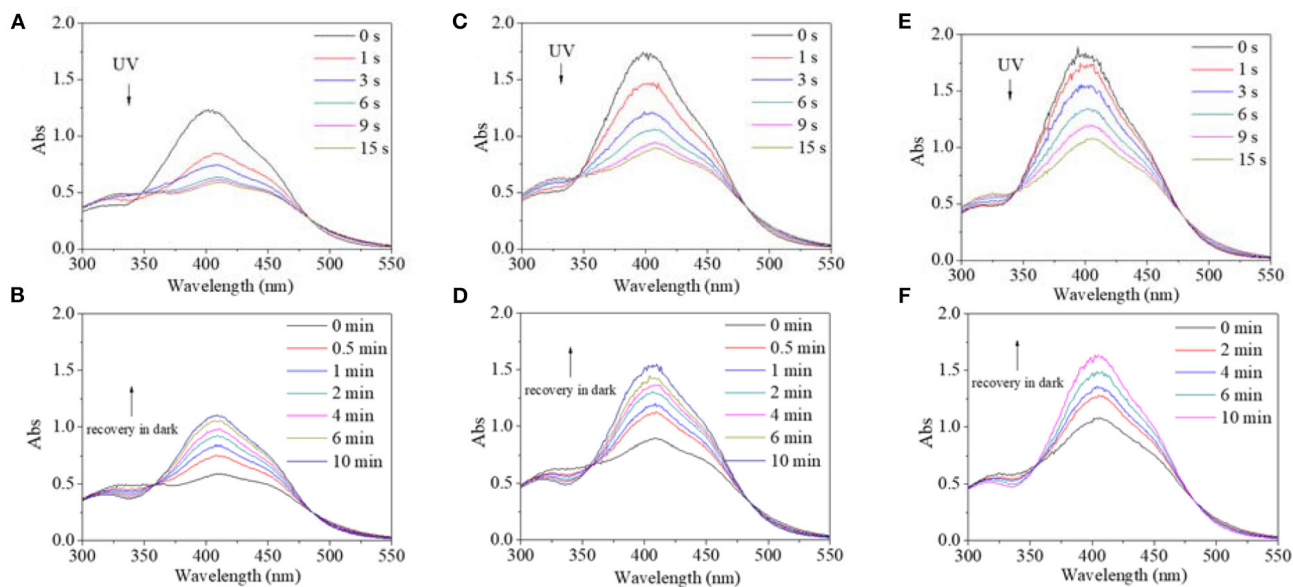 A
2.0
1.5
1.0
0.5
0.0
Abs
UV
0 s
1 s
3 s
6 s
9 s
15 s
300 350 400 450 500 550
Wavelength (nm)
C
2.0
1.5
1.0
0.5
0.0
Abs
UV
0 s
1 s
3 s
6 s
9 s
15 s
300 350 400 450 500 550
Wavelength (nm)
E
2.0
1.5
1.0
0.5
0.0
Abs
UV
0 s
1 s
3 s
6 s
9 s
15 s
300 350 400 450 500 550
Wavelength (nm)
B
2.0
1.5
1.0
0.5
0.0
Abs
recovery in dark
0 min
0.5 min
1 min
2 min
4 min
6 min
10 min
300 350 400 450 500 550
Wavelength (nm)
D
2.0
1.5
1.0
0.5
0.0
Abs
recovery in dark
0 min
0.5 min
1 min
2 min
4 min
6 min
10 min
300 350 400 450 500 550
Wavelength (nm)
F
2.0
1.5
1.0
0.5
0.0
Abs
recovery in dark
0 min
2 min
4 min
6 min
10 min
300 350 400 450 500 550
Wavelength (nm)